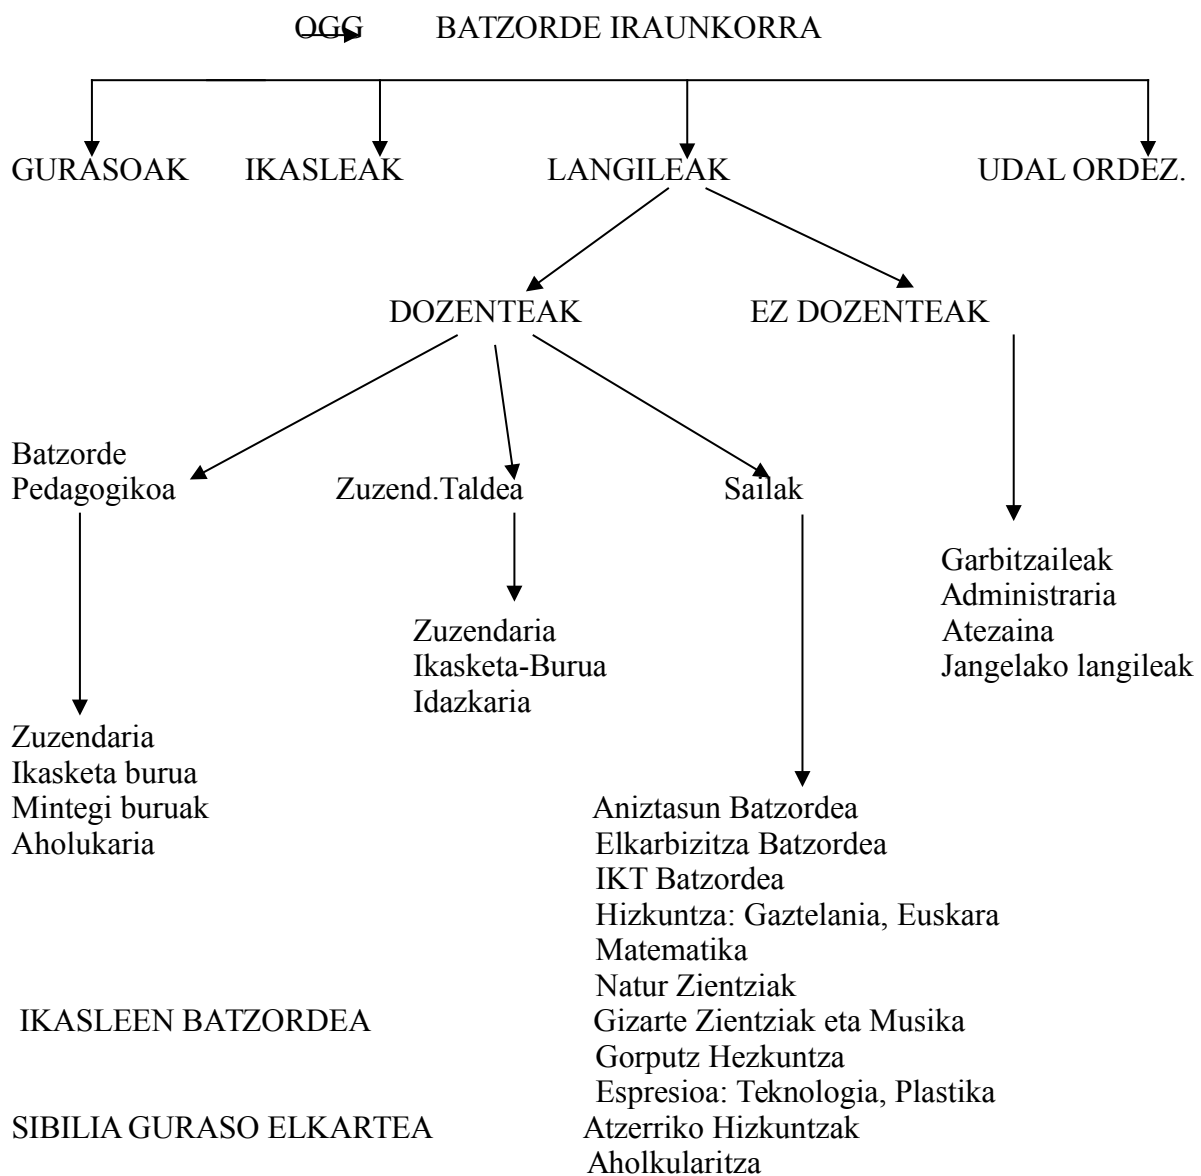 OGG BATZORDE IRAUNKORRA
GURASOAK IKASLEAK LANGILEAK UDAL ORDEZ.
DOZENTEAK EZ DOZENTEAK
Batzorde
Pedagogikoa
Zuzend.Taldea
Sailak
Garbitzaileak
Administraria
Atezaina
Jangelako langileak
Zuzendaria
Ikasketa-Burua
Idazkaria
Zuzendaria
Ikasketa burua
Mintegi buruak
Aholukaria
Aniztasun Batzordea
Elkarbizitza Batzordea
IKT Batzordea
Hizkuntza: Gaztelania, Euskara
Matematika
Natur Zientziak
Gizarte Zientziak eta Musika
Gorputz Hezkuntza
Espresioa: Teknologia, Plastika
Atzerriko Hizkuntzak
Aholkularitza
IKASLEEN BATZORDEA
SIBILIA GURASO ELKARTEA